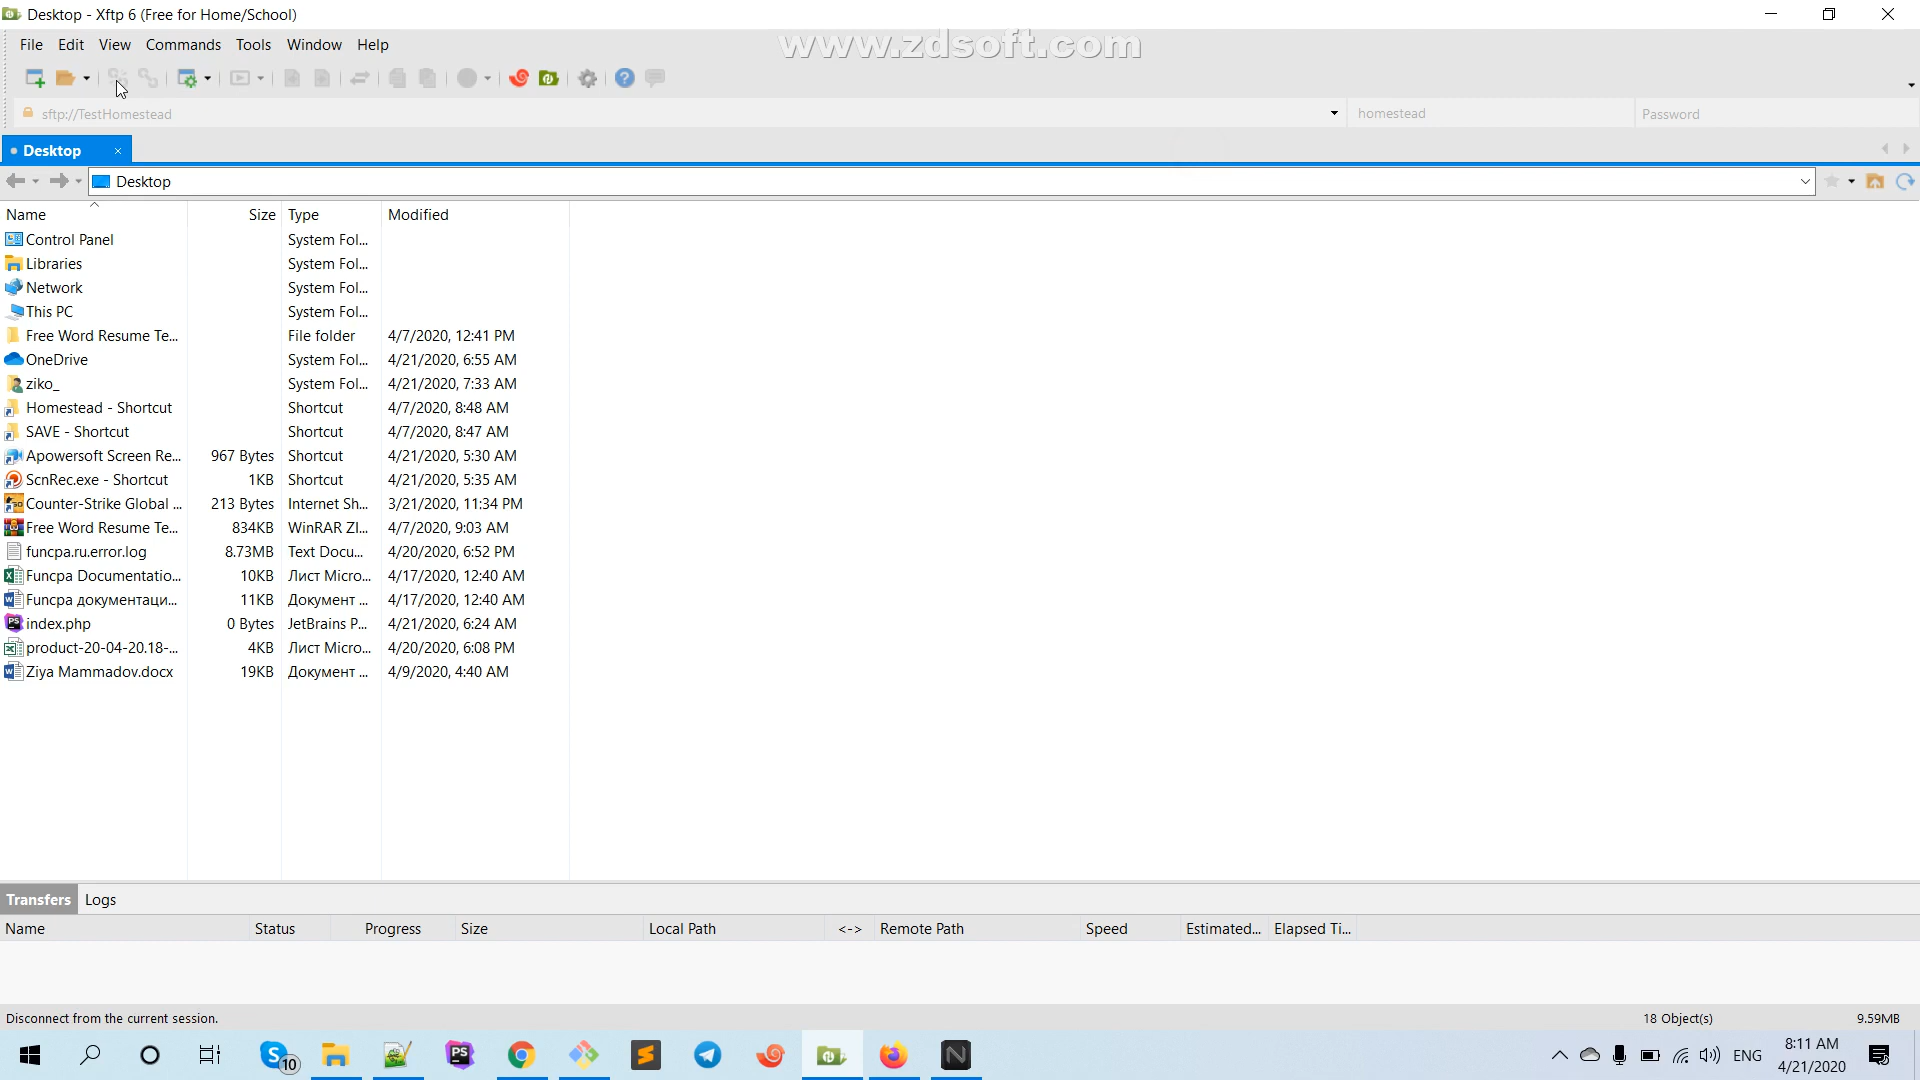 Desktop - Xftp 6 (Free for Home/School)
File Edit View Commands Tools Window Help
www.zdsoft.com
sftp://TestHomestead homestead Password
Desktop
Desktop
Name Size Type Modified
Control Panel System Fol...
Libraries System Fol...
Network System Fol...
This PC System Fol...
Free Word Resume Te... File folder 4/7/2020, 12:41 PM
OneDrive System Fol... 4/21/2020, 6:55 AM
ziko_ System Fol... 4/21/2020, 7:33 AM
Homestead - Shortcut Shortcut 4/7/2020, 8:48 AM
SAVE - Shortcut Shortcut 4/7/2020, 8:47 AM
Apowersoft Screen Re... 967 Bytes Shortcut 4/21/2020, 5:30 AM
ScnRec.exe - Shortcut 1KB Shortcut 4/21/2020, 5:35 AM
Counter-Strike Global ... 213 Bytes Internet Sh... 3/21/2020, 11:34 PM
Free Word Resume Te... 834KB WinRAR ZI... 4/7/2020, 9:03 AM
funcpa.ru.error.log 8.73MB Text Docu... 4/20/2020, 6:52 PM
Funcpa Documentatio... 10KB Лист Micro... 4/17/2020, 12:40 AM
Funcpa документаци... 11KB Документ ... 4/17/2020, 12:40 AM
index.php 0 Bytes JetBrains P... 4/21/2020, 6:24 AM
product-20-04-20.18-... 4KB Лист Micro... 4/20/2020, 6:08 PM
Ziya Mammadov.docx 19KB Документ ... 4/9/2020, 4:40 AM
Transfers Logs
Name Status Progress Size Local Path <-> Remote Path Speed Estimated... Elapsed Ti...
Disconnect from the current session. 18 Object(s) 9.59MB
10 PS ENG 8:11 AM
4/21/2020